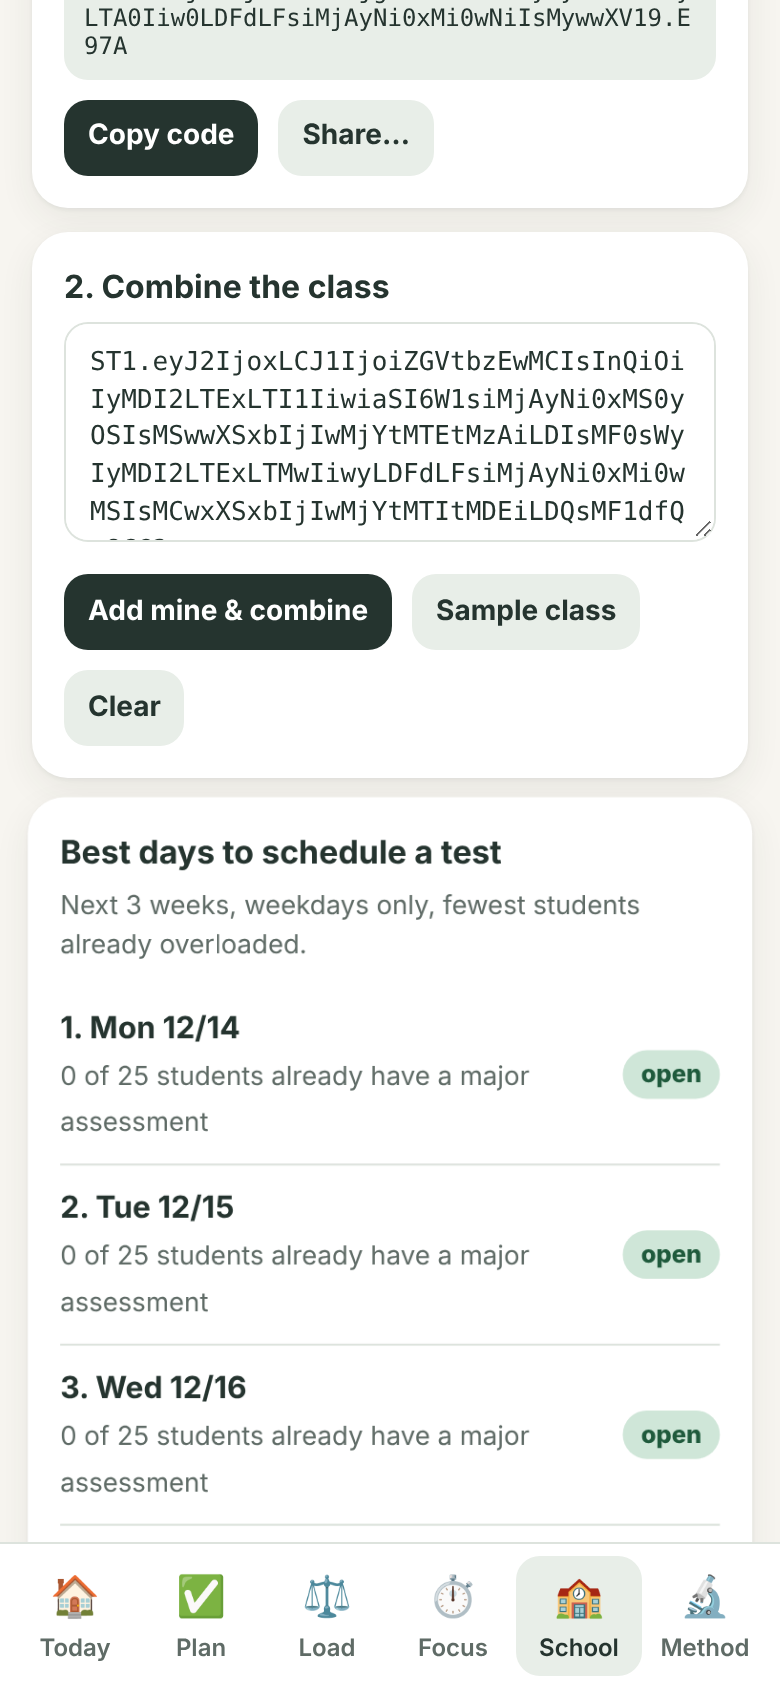 LTA0Iiw0LDFdLFsiMjAyNi0xMi0wNiIsMywwXV19.E
97A
Copy code
Share...
2. Combine the class
ST1.eyJ2IjoxLCJ1IjoiZGVtbzEwMCIsInQiOi
IyMDI2LTExLTI1IiwiaSI6W1siMjAyNi0xMS0y
OSIsMSwwXSxbIjIwMjYtMTEtMzAiLDIsMF0sWy
IyMDI2LTExLTMwIiwyLDFdLFsiMjAyNi0xMi0w
MSIsMCwxXSxbIjIwMjYtMTItMDEiLDQsMF1dfQ
Add mine & combine
Sample class
Clear
Best days to schedule a test
Next 3 weeks, weekdays only, fewest students
already overloaded.
1. Mon 12/14
0 of 25 students already have a major
assessment
open
2. Tue 12/15
0 of 25 students already have a major
assessment
open
3. Wed 12/16
0 of 25 students already have a major
assessment
open
Today
Plan
Load
Focus
School
Method